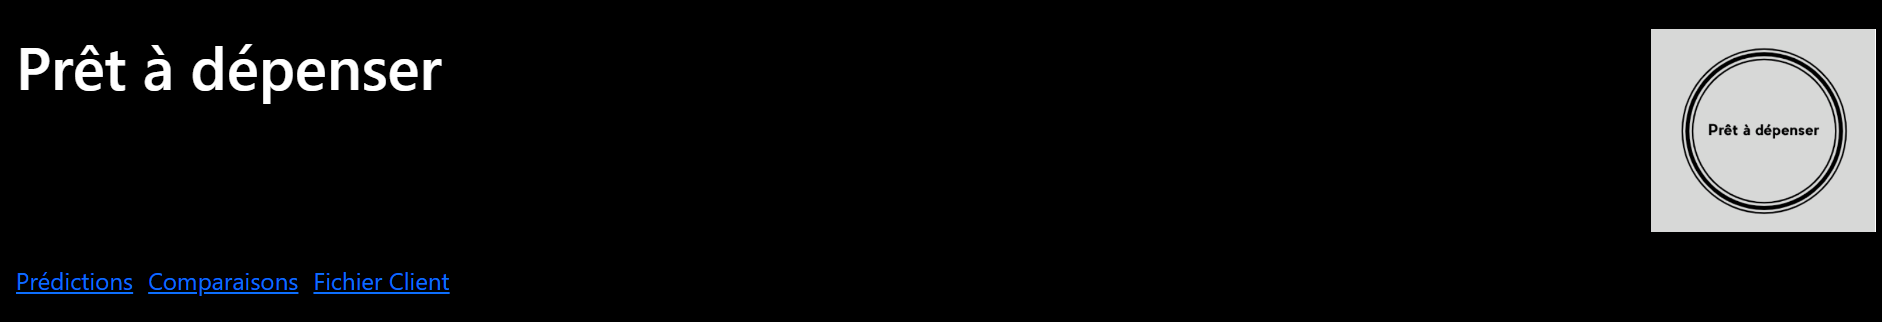 Prêt à dépenser
Prêt à dépenser
Prédictions Comparaisons Fichier Client